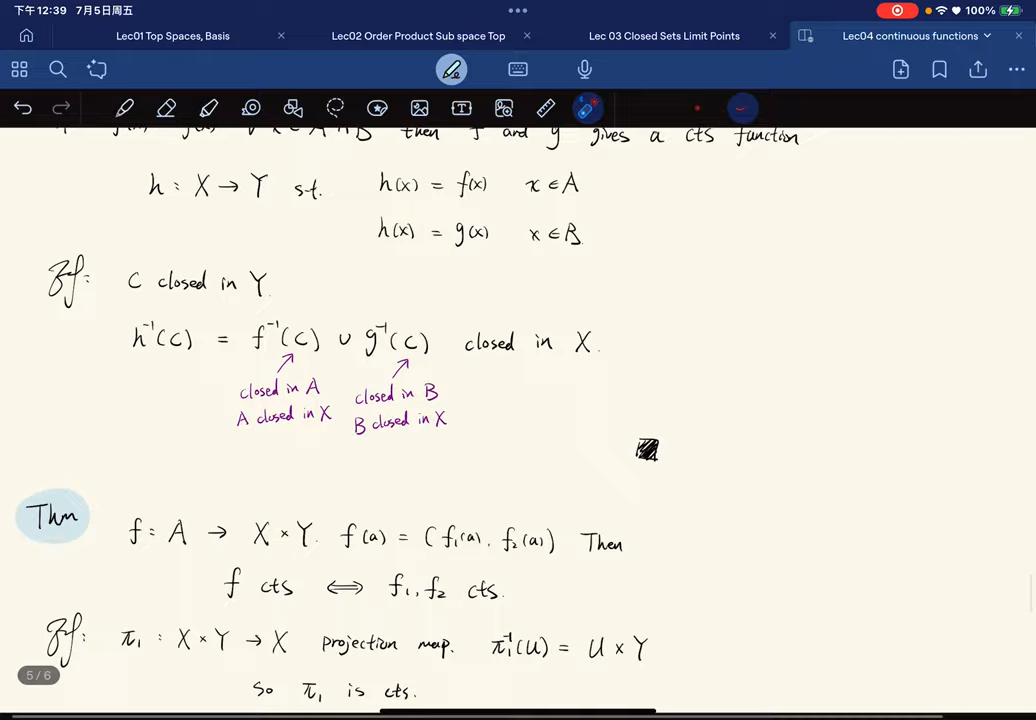 下午12:39 7月5日周五
100%
Lec01 Top Spaces, Basis
Lec02 Order Product Sub space Top
Lec 03 Closed Sets Limit Points
Lec04 continuous functions
∀ x ∈ A ∩ B then f and g gives a cts function
h : X → Y s.t. h(x) = f(x) x ∈ A
h(x) = g(x) x ∈ B.
Pf: C closed in Y.
h⁻¹(C) = f⁻¹(C) ∪ g⁻¹(C) closed in X.
closed in A closed in B
A closed in X B closed in X
Thm f : A → X × Y. f(a) = (f₁(a), f₂(a)) Then
f cts ⟺ f₁, f₂ cts.
Pf: π₁ : X × Y → X projection map. π₁⁻¹(U) = U × Y
5/6
So π₁ is cts.